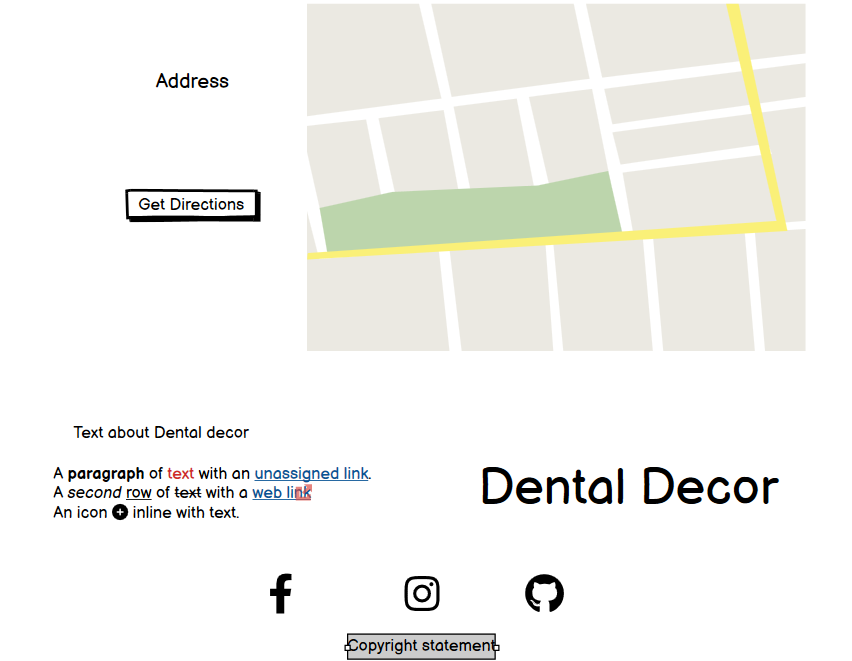 Address
Get Directions
Text about Dental decor
A paragraph of text with an unassigned link.
A second row of text with a web link
An icon inline with text.
Dental Decor
Copyright statement